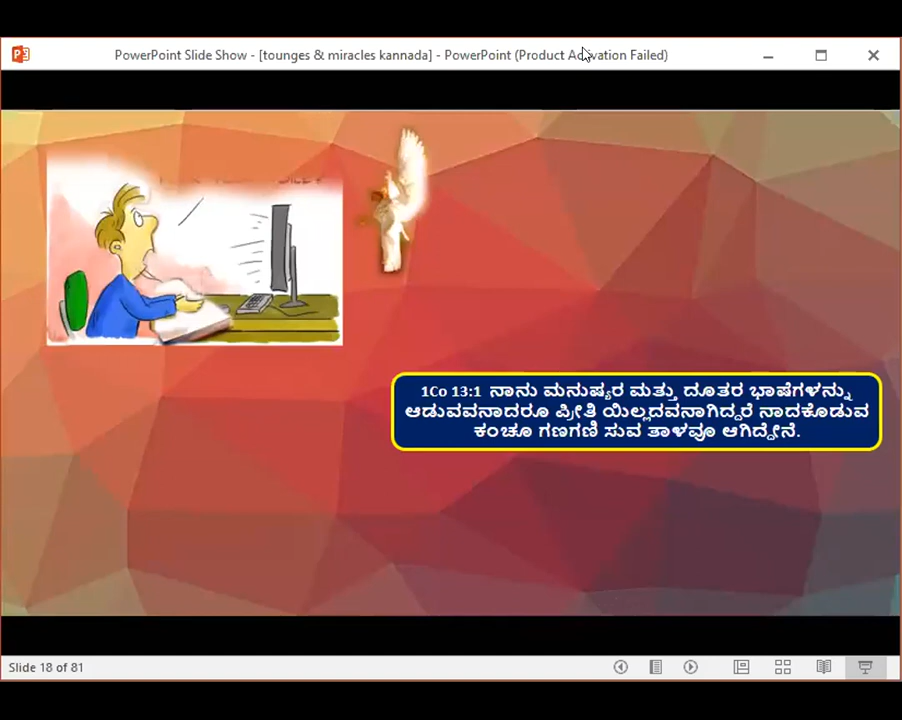 PowerPoint Slide Show - [tounges & miracles kannada] - PowerPoint (Product Activation Failed)
1Co 13:1 ನಾನು ಮನುಷ್ಯರ ಮತ್ತು ದೂತರ ಭಾಷೆಗಳನ್ನು
ಆಡುವವನಾದರೂ ಪ್ರೀತಿ ಯಿಲ್ಲದವನಾಗಿದ್ದರೆ ನಾದಕೊಡುವ
ಕಂಚೂ ಗಣಗಣಿ ಸುವ ತಾಳವೂ ಆಗಿದ್ದೇನೆ.
Slide 18 of 81